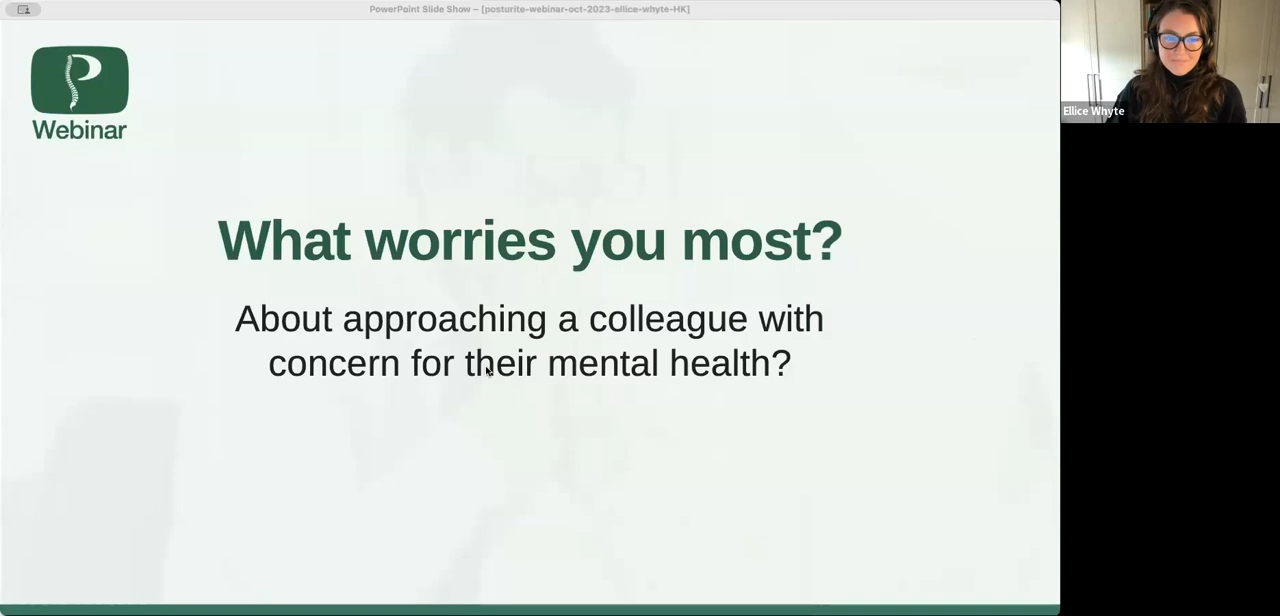 PowerPoint Slide Show – [posturite-webinar-oct-2023-ellice-whyte-HK]
Webinar
What worries you most?
About approaching a colleague with
concern for their mental health?
Ellice Whyte